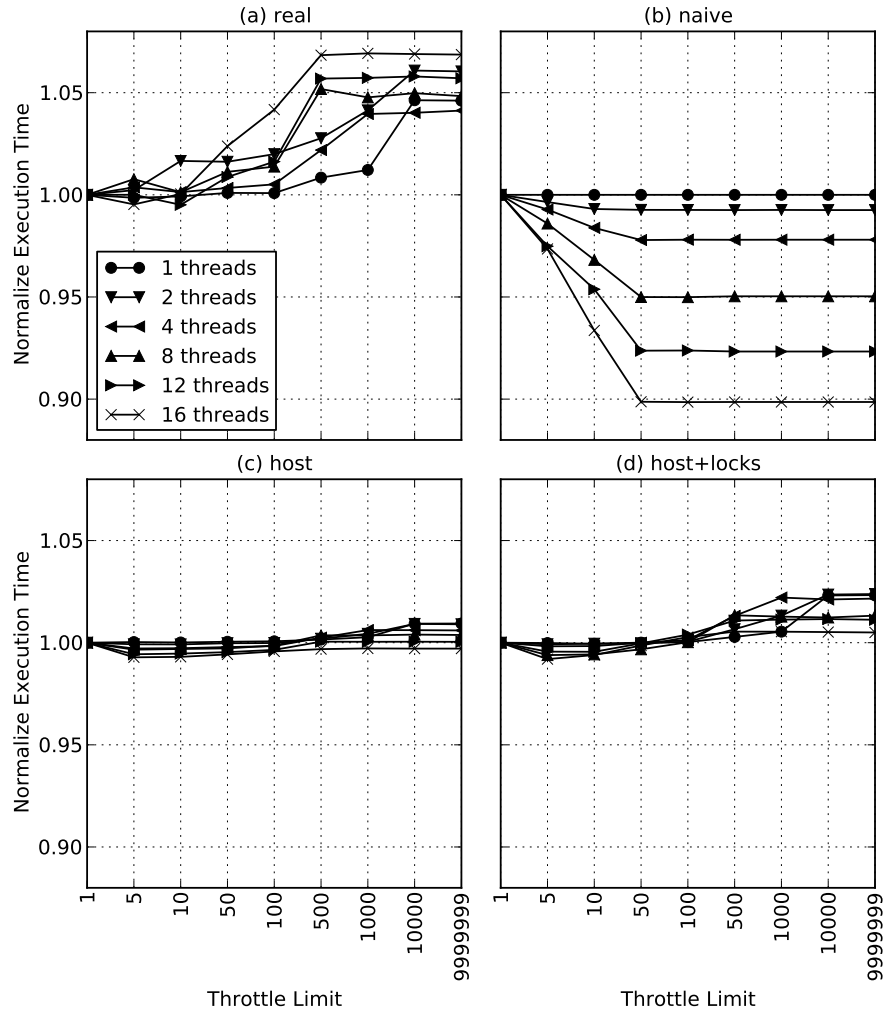 (a) real
(b) naive
Normalize Execution Time
1.05
1.00
0.95
0.90
1 threads
2 threads
4 threads
8 threads
12 threads
16 threads
(c) host
(d) host+locks
Normalize Execution Time
1.05
1.00
0.95
0.90
1
5
10
50
100
500
1000
10000
9999999
1
5
10
50
100
500
1000
10000
9999999
Throttle Limit
Throttle Limit